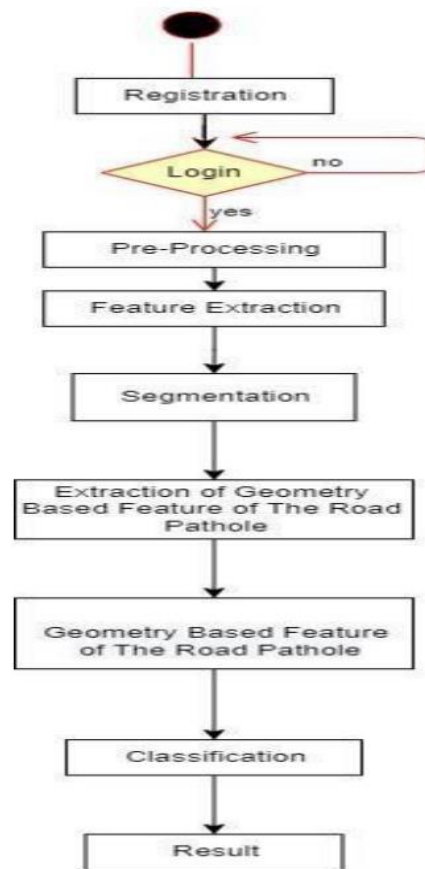 Registration
Login
no
yes
Pre-Processing
Feature Extraction
Segmentation
Extraction of Geometry
Based Feature of The Road
Pathole
Geometry Based Feature
of The Road Pathole
Classification
Result